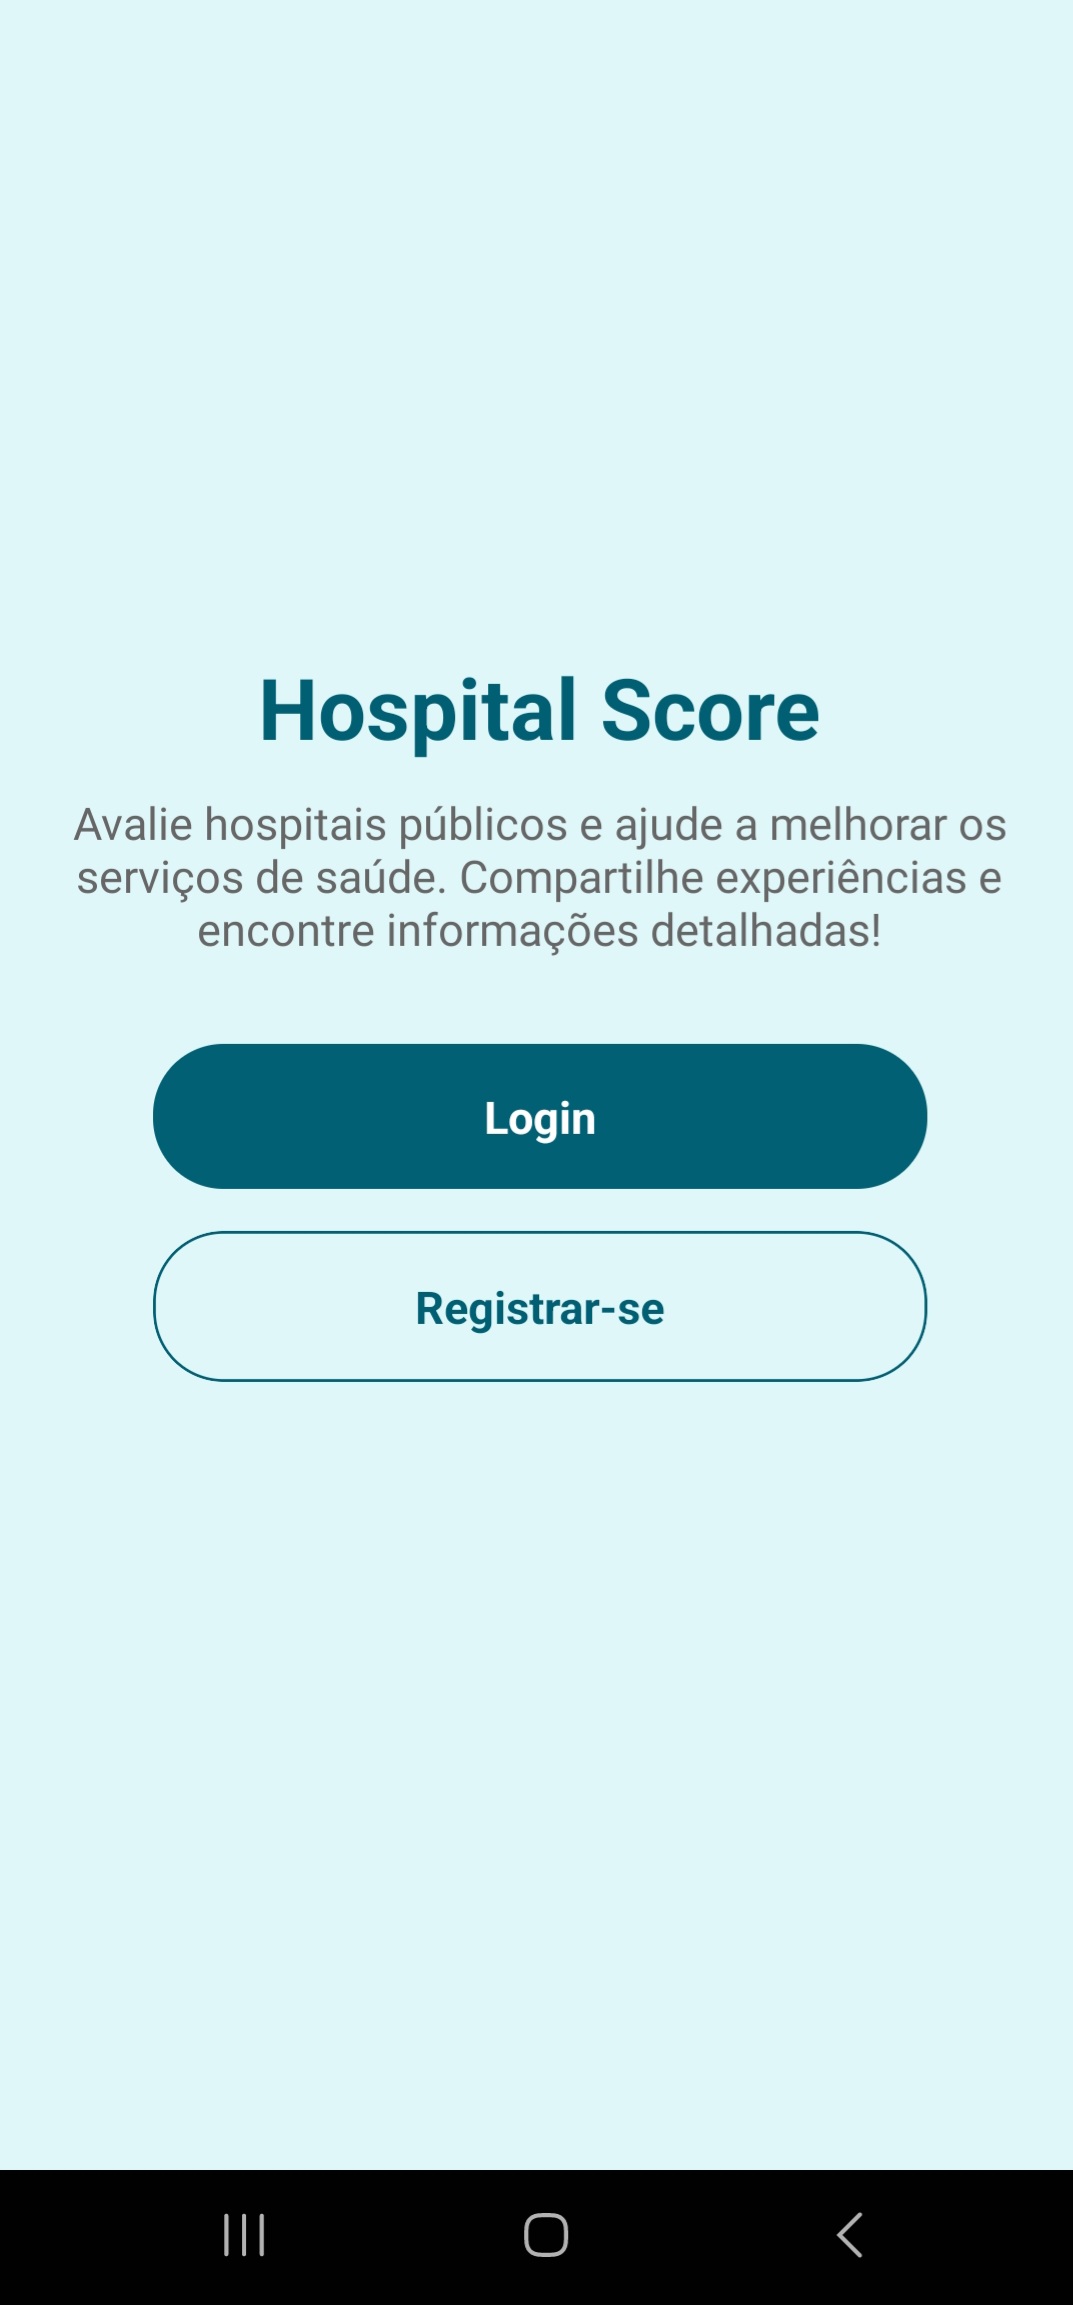 Hospital Score
Avalie hospitais públicos e ajude a melhorar os
serviços de saúde. Compartilhe experiências e
encontre informações detalhadas!
Login
Registrar-se